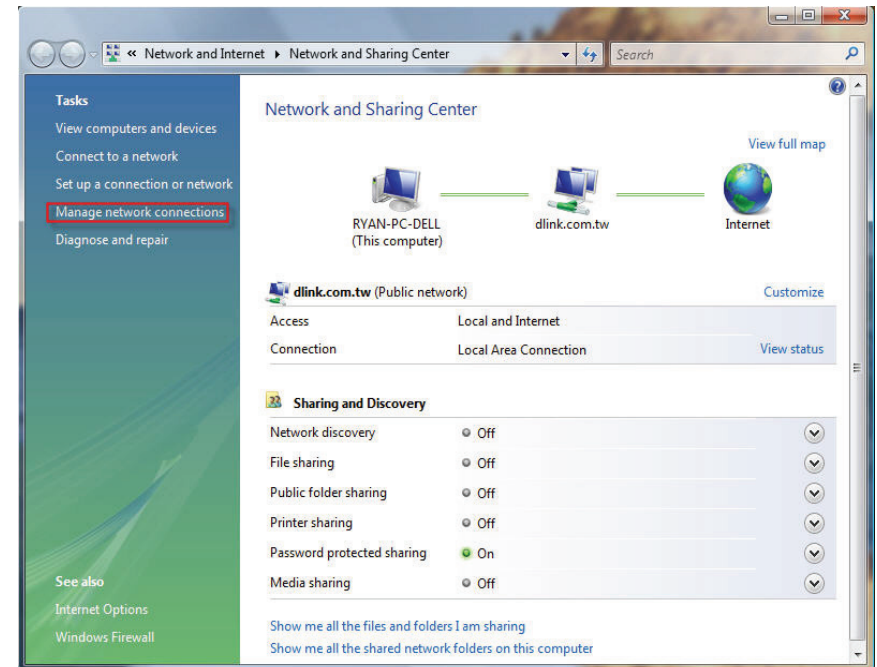 « Network and Internet ▸ Network and Sharing Center
Search
Tasks
View computers and devices
Connect to a network
Set up a connection or network
Manage network connections
Diagnose and repair
See also
Internet Options
Windows Firewall
Network and Sharing Center
View full map
RYAN-PC-DELL
(This computer)
dlink.com.tw
Internet
dlink.com.tw (Public network)
Customize
Access Local and Internet
Connection Local Area Connection View status
Sharing and Discovery
Network discovery Off
File sharing Off
Public folder sharing Off
Printer sharing Off
Password protected sharing On
Media sharing Off
Show me all the files and folders I am sharing
Show me all the shared network folders on this computer